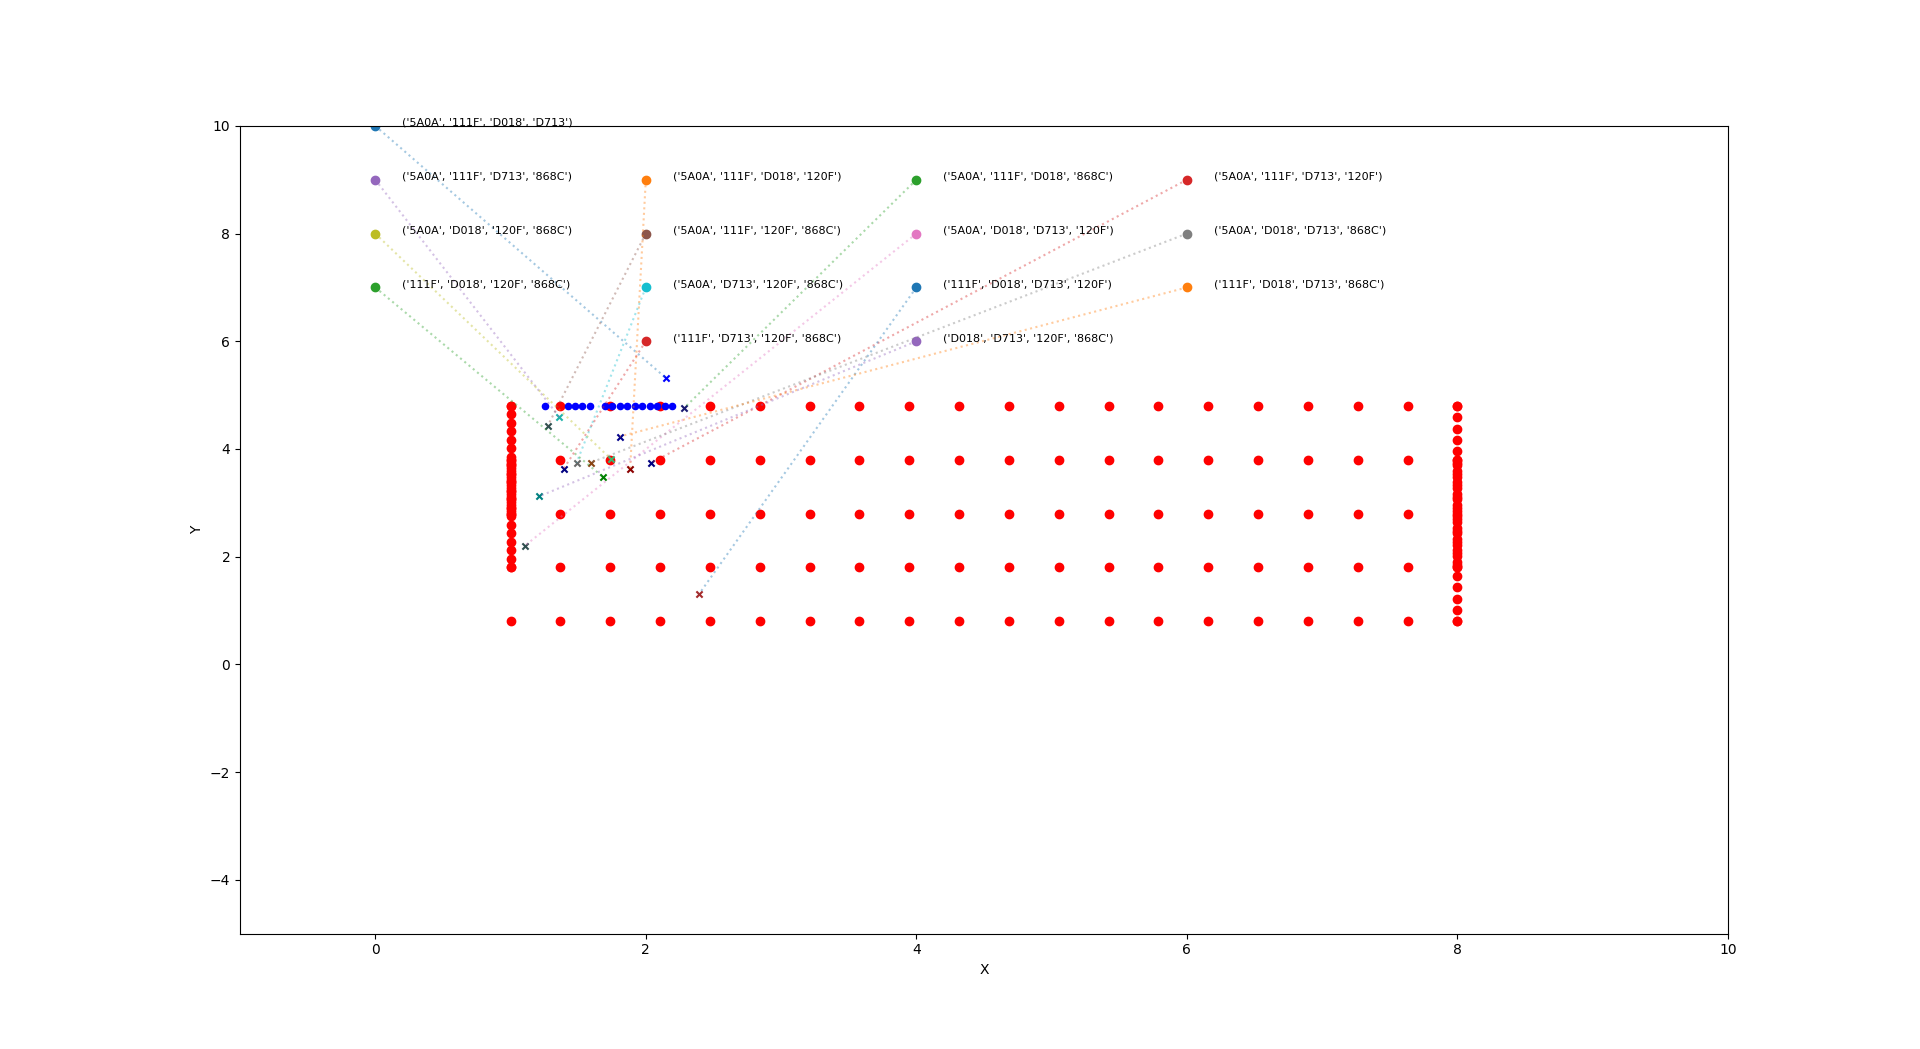 ('5A0A', '111F', 'D018', 'D713')
('5A0A', '111F', 'D713', '868C')
('5A0A', '111F', 'D018', '120F')
('5A0A', '111F', 'D018', '868C')
('5A0A', '111F', 'D713', '120F')
('5A0A', 'D018', '120F', '868C')
('5A0A', '111F', '120F', '868C')
('5A0A', 'D018', 'D713', '120F')
('5A0A', 'D018', 'D713', '868C')
('111F', 'D018', '120F', '868C')
('5A0A', 'D713', '120F', '868C')
('111F', 'D018', 'D713', '120F')
('111F', 'D018', 'D713', '868C')
('111F', 'D713', '120F', '868C')
('D018', 'D713', '120F', '868C')
10
8
6
4
2
0
−2
−4
Y
0
2
4
6
8
10
X